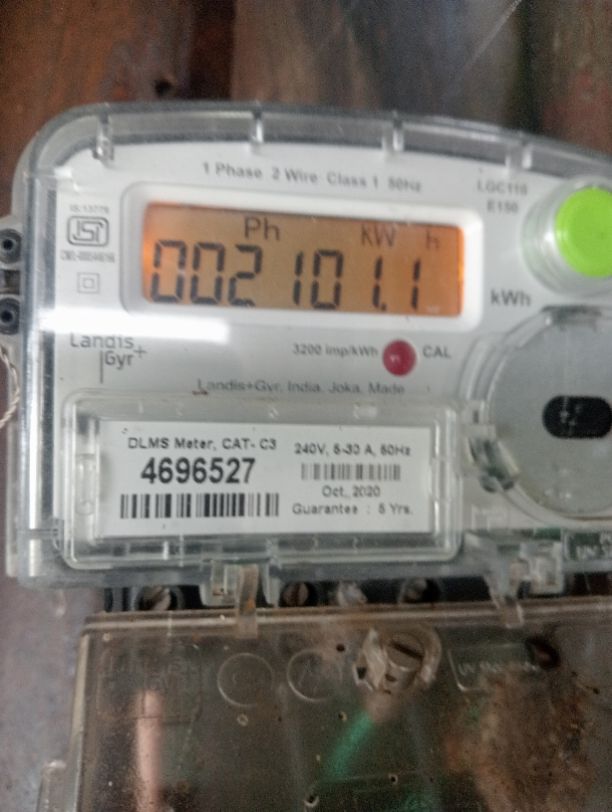 1 Phase 2 Wire Class 1 50Hz
LGC110
E150
IS:13779
Ph kW h
002101.1
kWh
Landis
Gyr+
3200 imp/kWh CAL
Landis+Gyr, India, Joka, Made
DLMS Meter, CAT- C3
4696527
240V, 5-30 A, 50Hz
Oct., 2020
Guarantee : 5 Yrs.